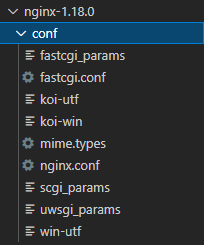 nginx-1.18.0
conf
fastcgi_params
fastcgi.conf
koi-utf
koi-win
mime.types
nginx.conf
scgi_params
uwsgi_params
win-utf